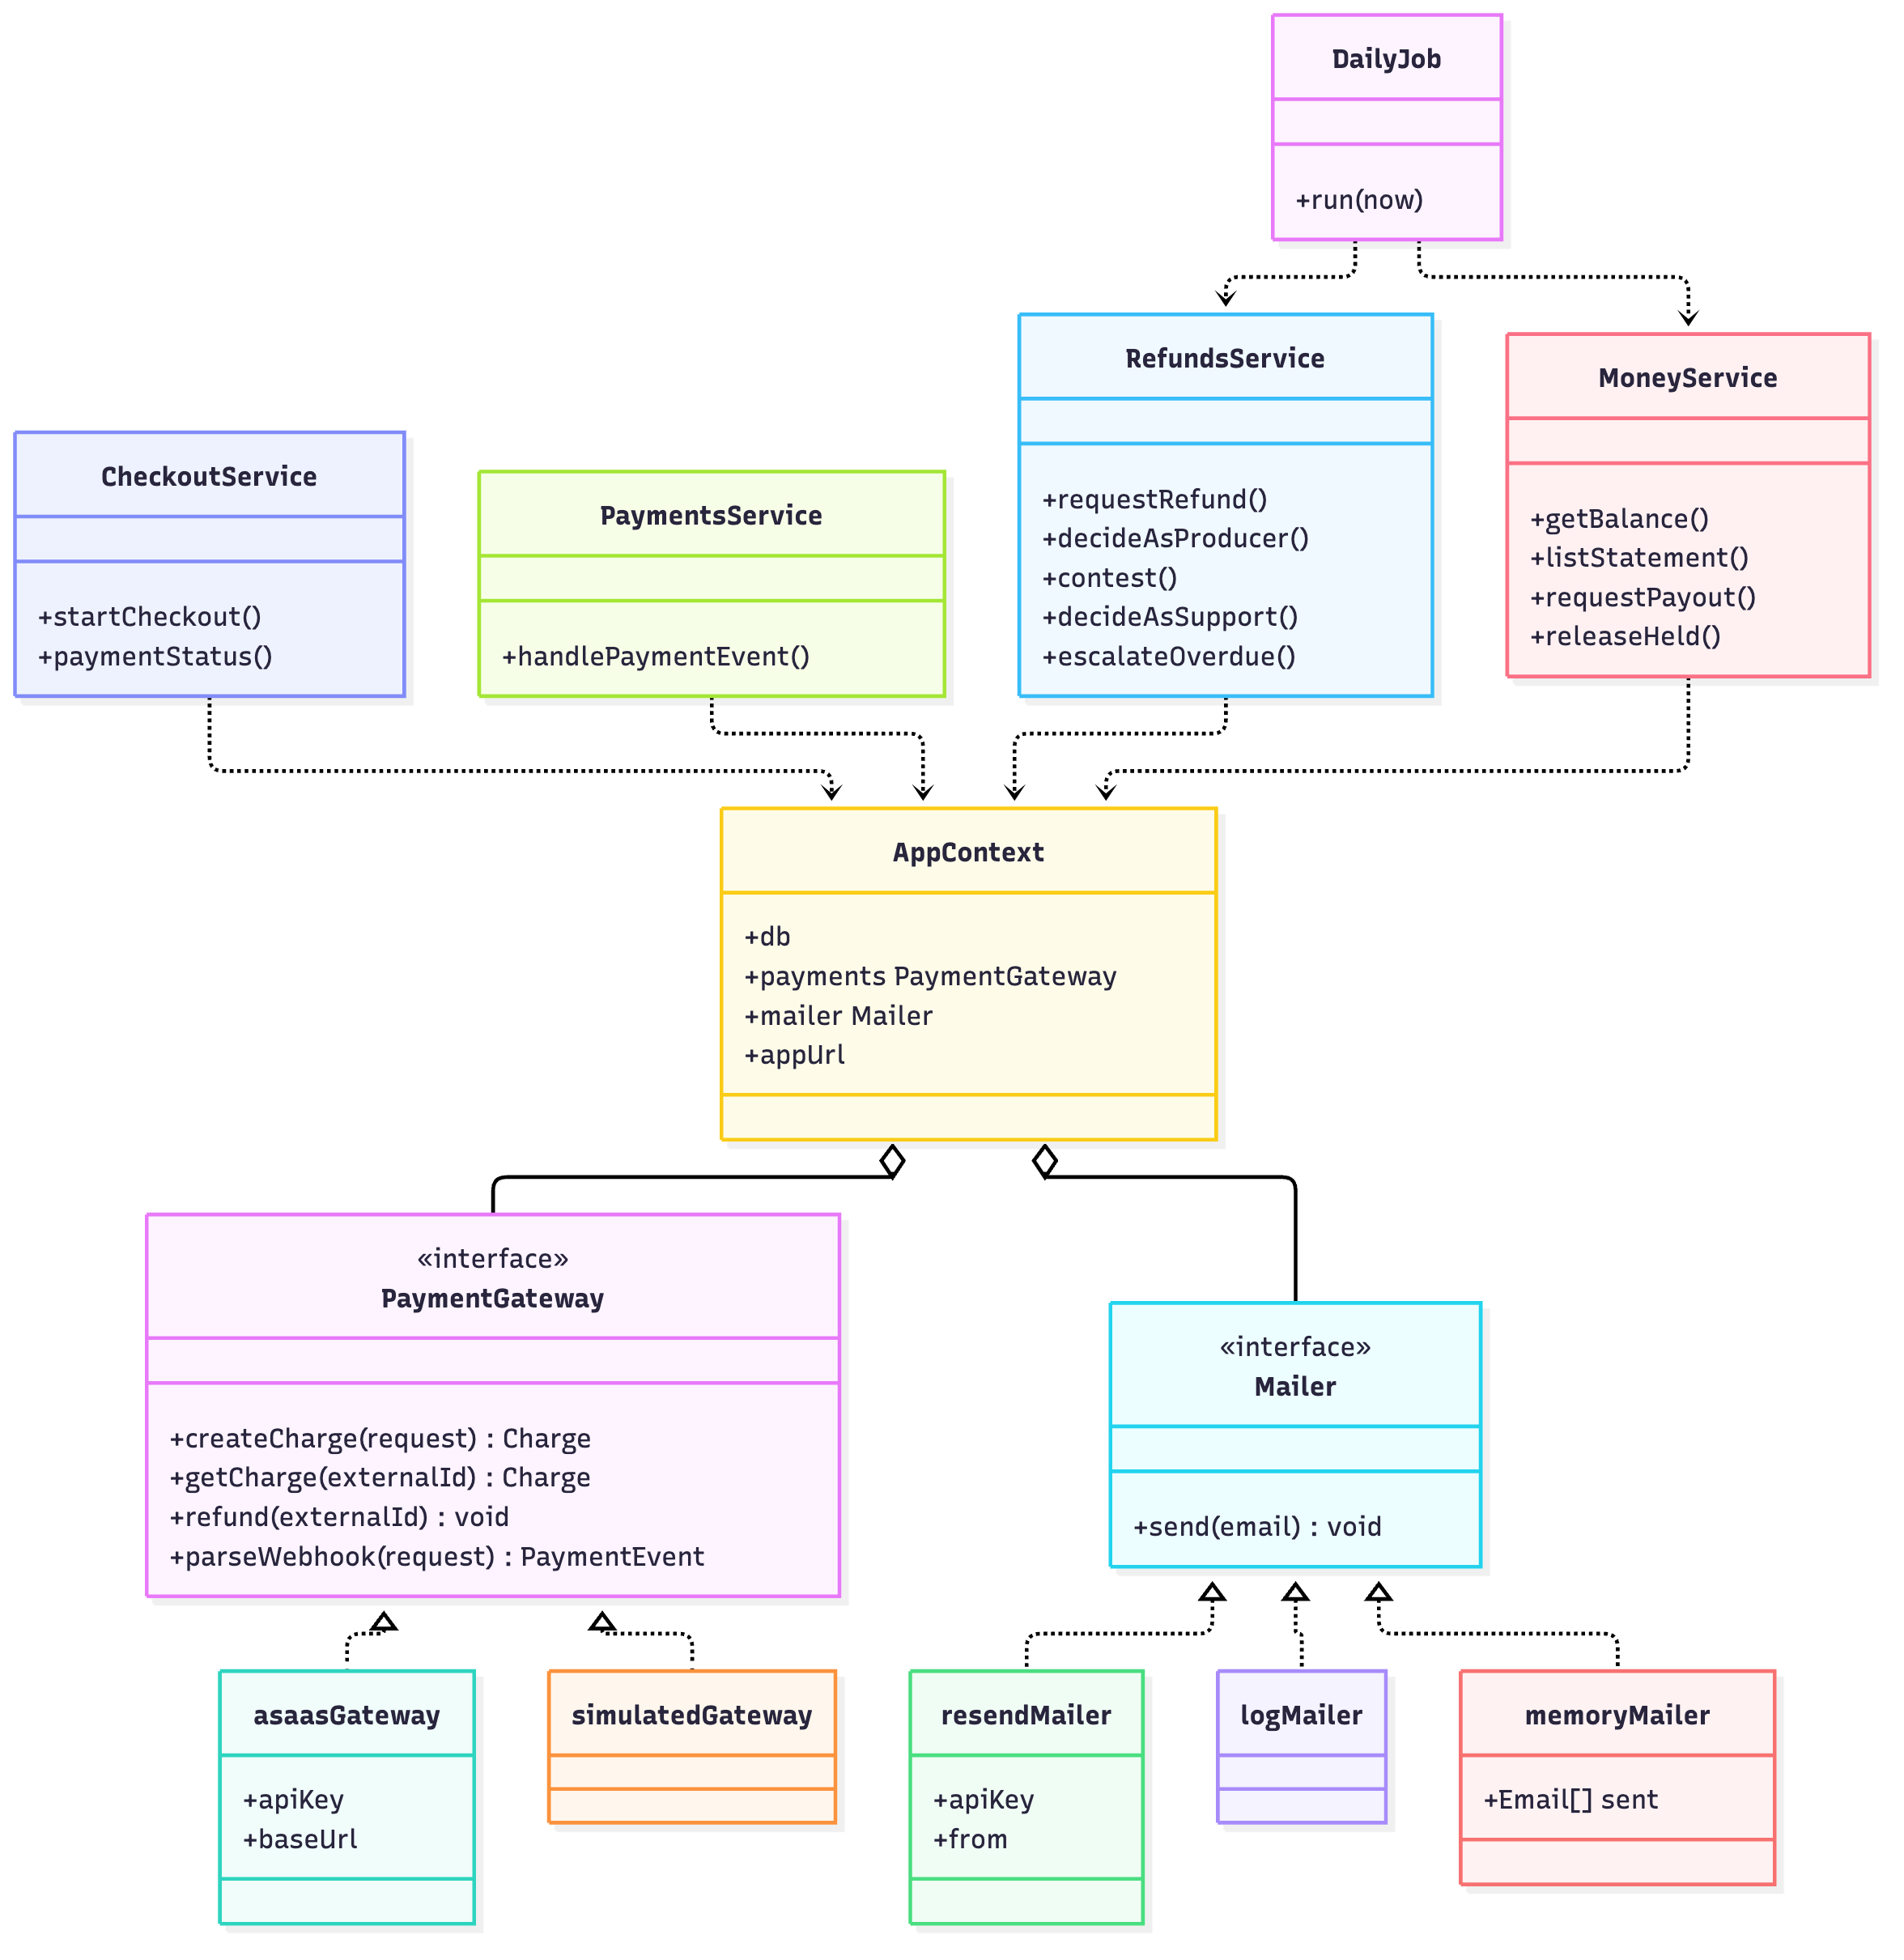 DailyJob
+run(now)
RefundsService
+requestRefund()
+decideAsProducer()
+contest()
+decideAsSupport()
+escalateOverdue()
MoneyService
+getBalance()
+listStatement()
+requestPayout()
+releaseHeld()
CheckoutService
+startCheckout()
+paymentStatus()
PaymentsService
+handlePaymentEvent()
AppContext
+db
+payments PaymentGateway
+mailer Mailer
+appUrl
«interface»
PaymentGateway
+createCharge(request) : Charge
+getCharge(externalId) : Charge
+refund(externalId) : void
+parseWebhook(request) : PaymentEvent
«interface»
Mailer
+send(email) : void
asaasGateway
+apiKey
+baseUrl
simulatedGateway
resendMailer
+apiKey
+from
logMailer
memoryMailer
+Email[] sent